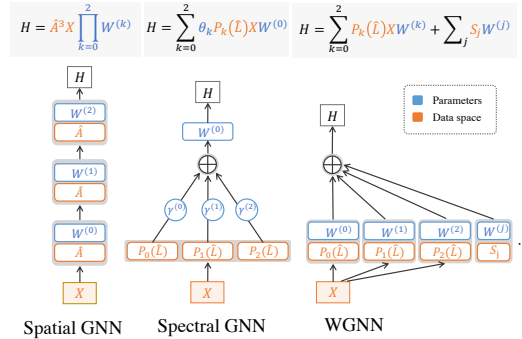 H = Â³X ∏_{k=0}^{2} W^{(k)}
H = ∑_{k=0}^{2} θ_k P_k(L̂)XW^{(0)}
H = ∑_{k=0}^{2} P_k(L̂)XW^{(k)} + ∑_j S_j W^{(j)}
H
W^{(2)}
Â
W^{(1)}
Â
W^{(0)}
Â
X
Spatial GNN
H
W^{(0)}
γ^{(0)} γ^{(1)} γ^{(2)}
P_0(L̂) P_1(L̂) P_2(L̂)
X
Spectral GNN
Parameters
Data space
H
W^{(0)} W^{(1)} W^{(2)} W^{(j)}
P_0(L̂) P_1(L̂) P_2(L̂) S_j
.
X
WGNN